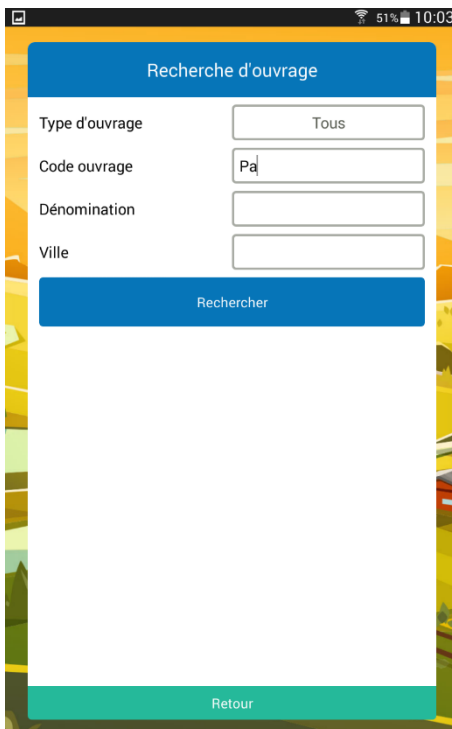 51% 10:03
Recherche d'ouvrage
Type d'ouvrage Tous
Code ouvrage Pa
Dénomination
Ville
Rechercher
Retour